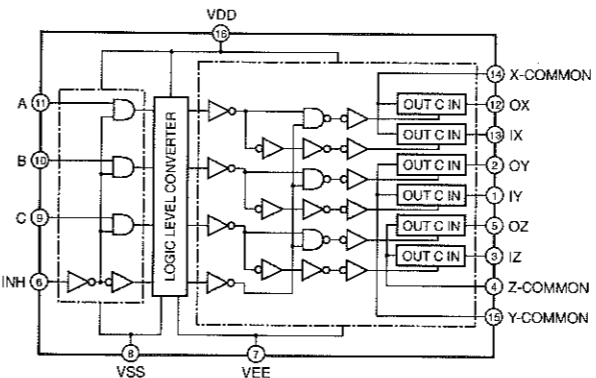 VDD
16
A 11
B 10
C 9
INH 6
LOGIC LEVEL CONVERTER
OUT C IN
OUT C IN
OUT C IN
OUT C IN
OUT C IN
OUT C IN
14 X-COMMON
12 OX
13 IX
2 OY
1 IY
5 OZ
3 IZ
4 Z-COMMON
15 Y-COMMON
8
VSS
7
VEE